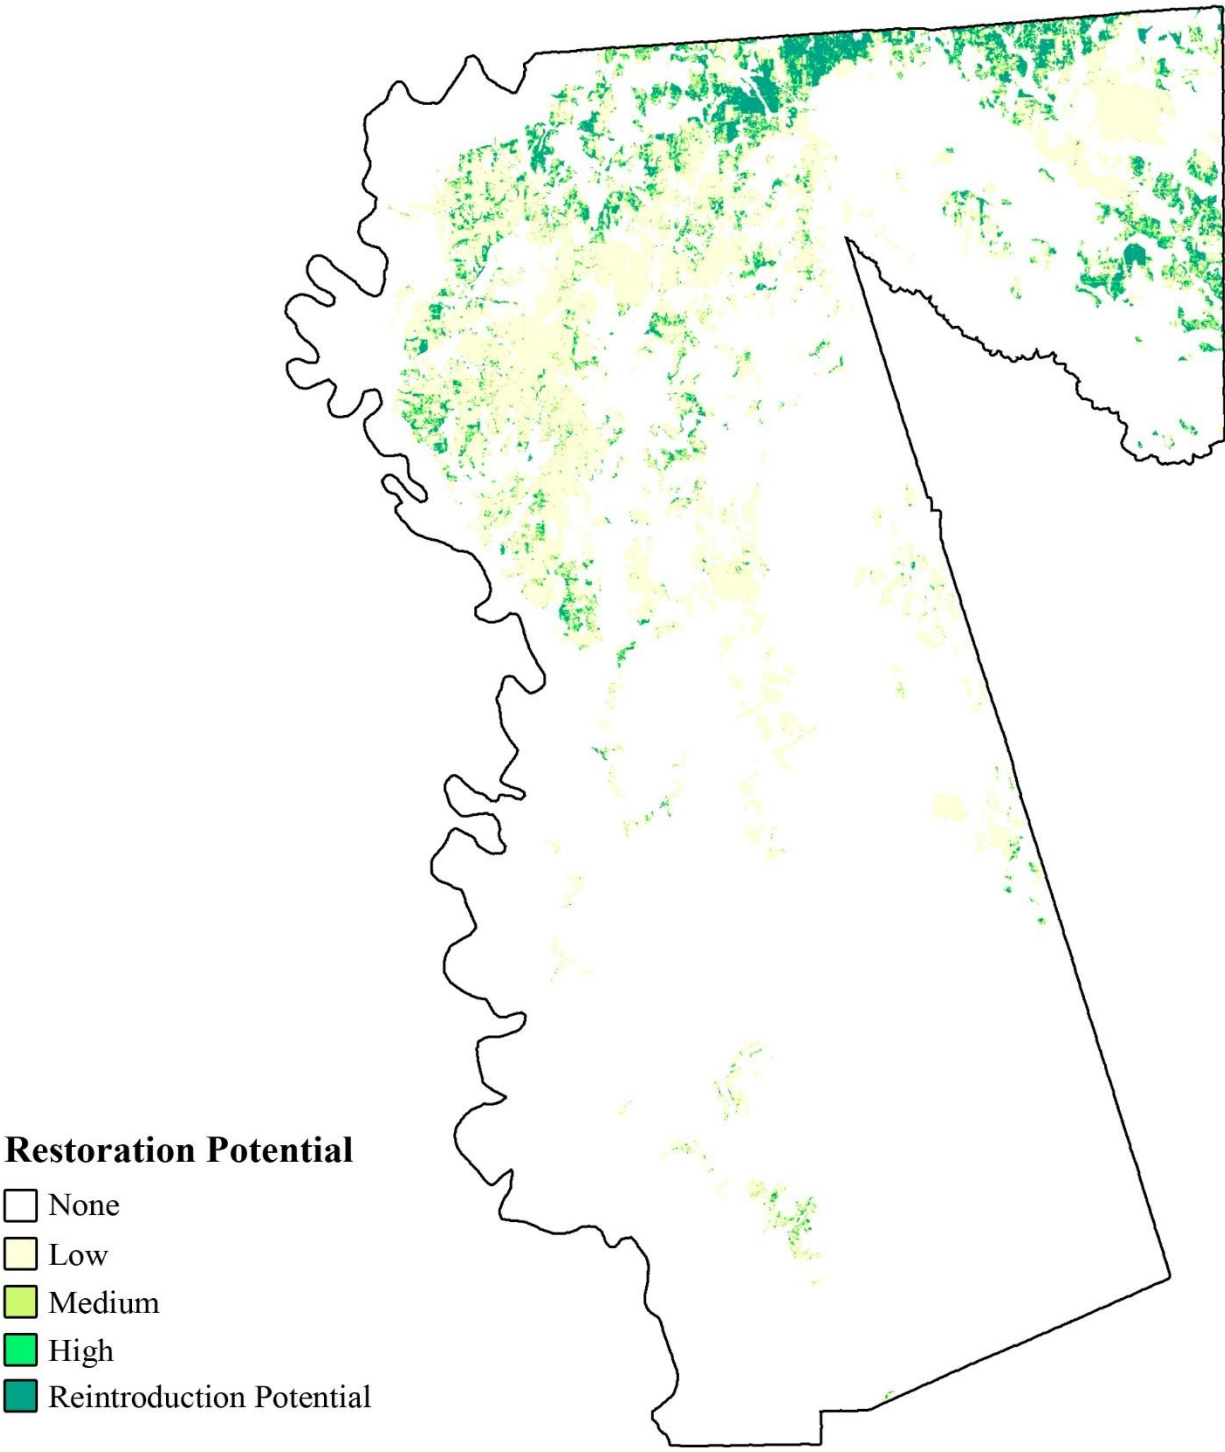 Restoration Potential
None
Low
Medium
High
Reintroduction Potential